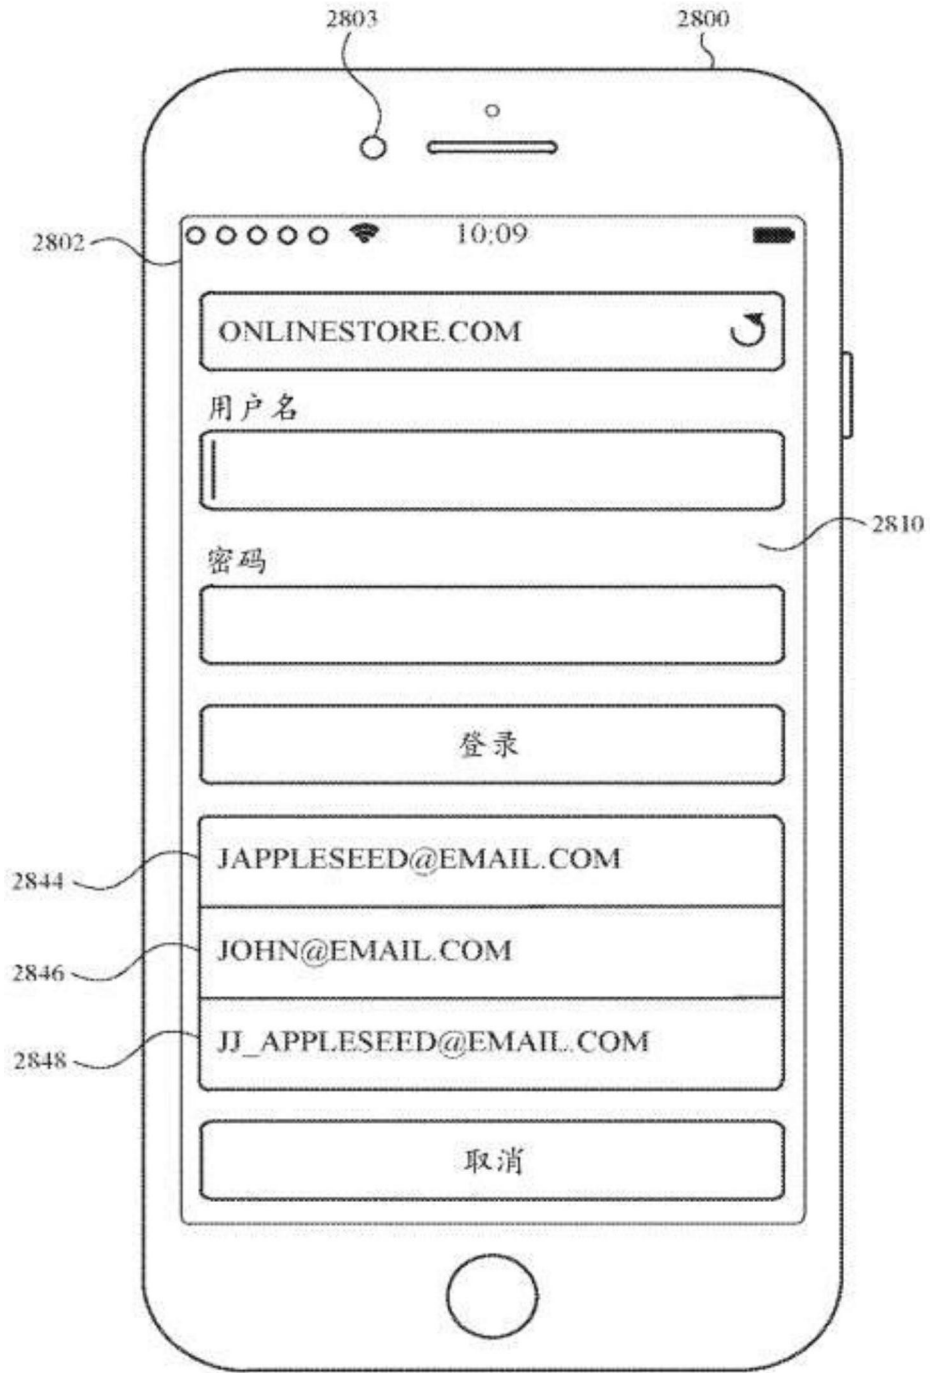 2803
2800
2802
10:09
ONLINESTORE.COM
用户名
2810
密码
登录
2844
JAPPLESEED@EMAIL.COM
2846
JOHN@EMAIL.COM
2848
JJ_APPLESEED@EMAIL.COM
取消